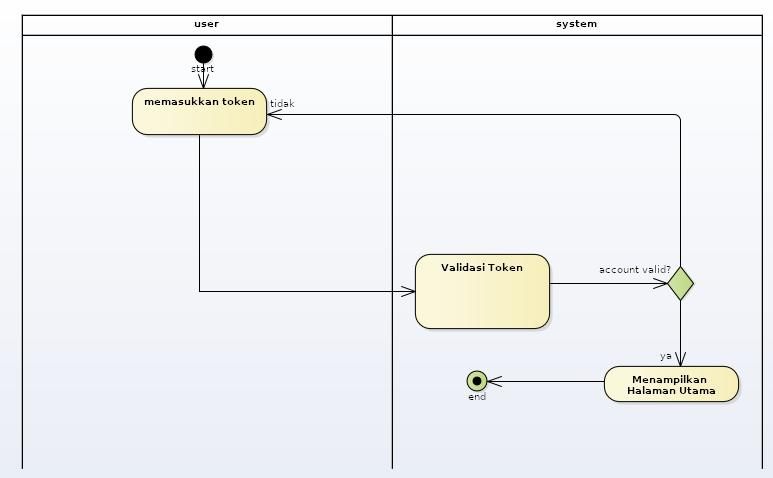 user
system
start
memasukkan token
tidak
Validasi Token
account valid?
ya
Menampilkan
Halaman Utama
end